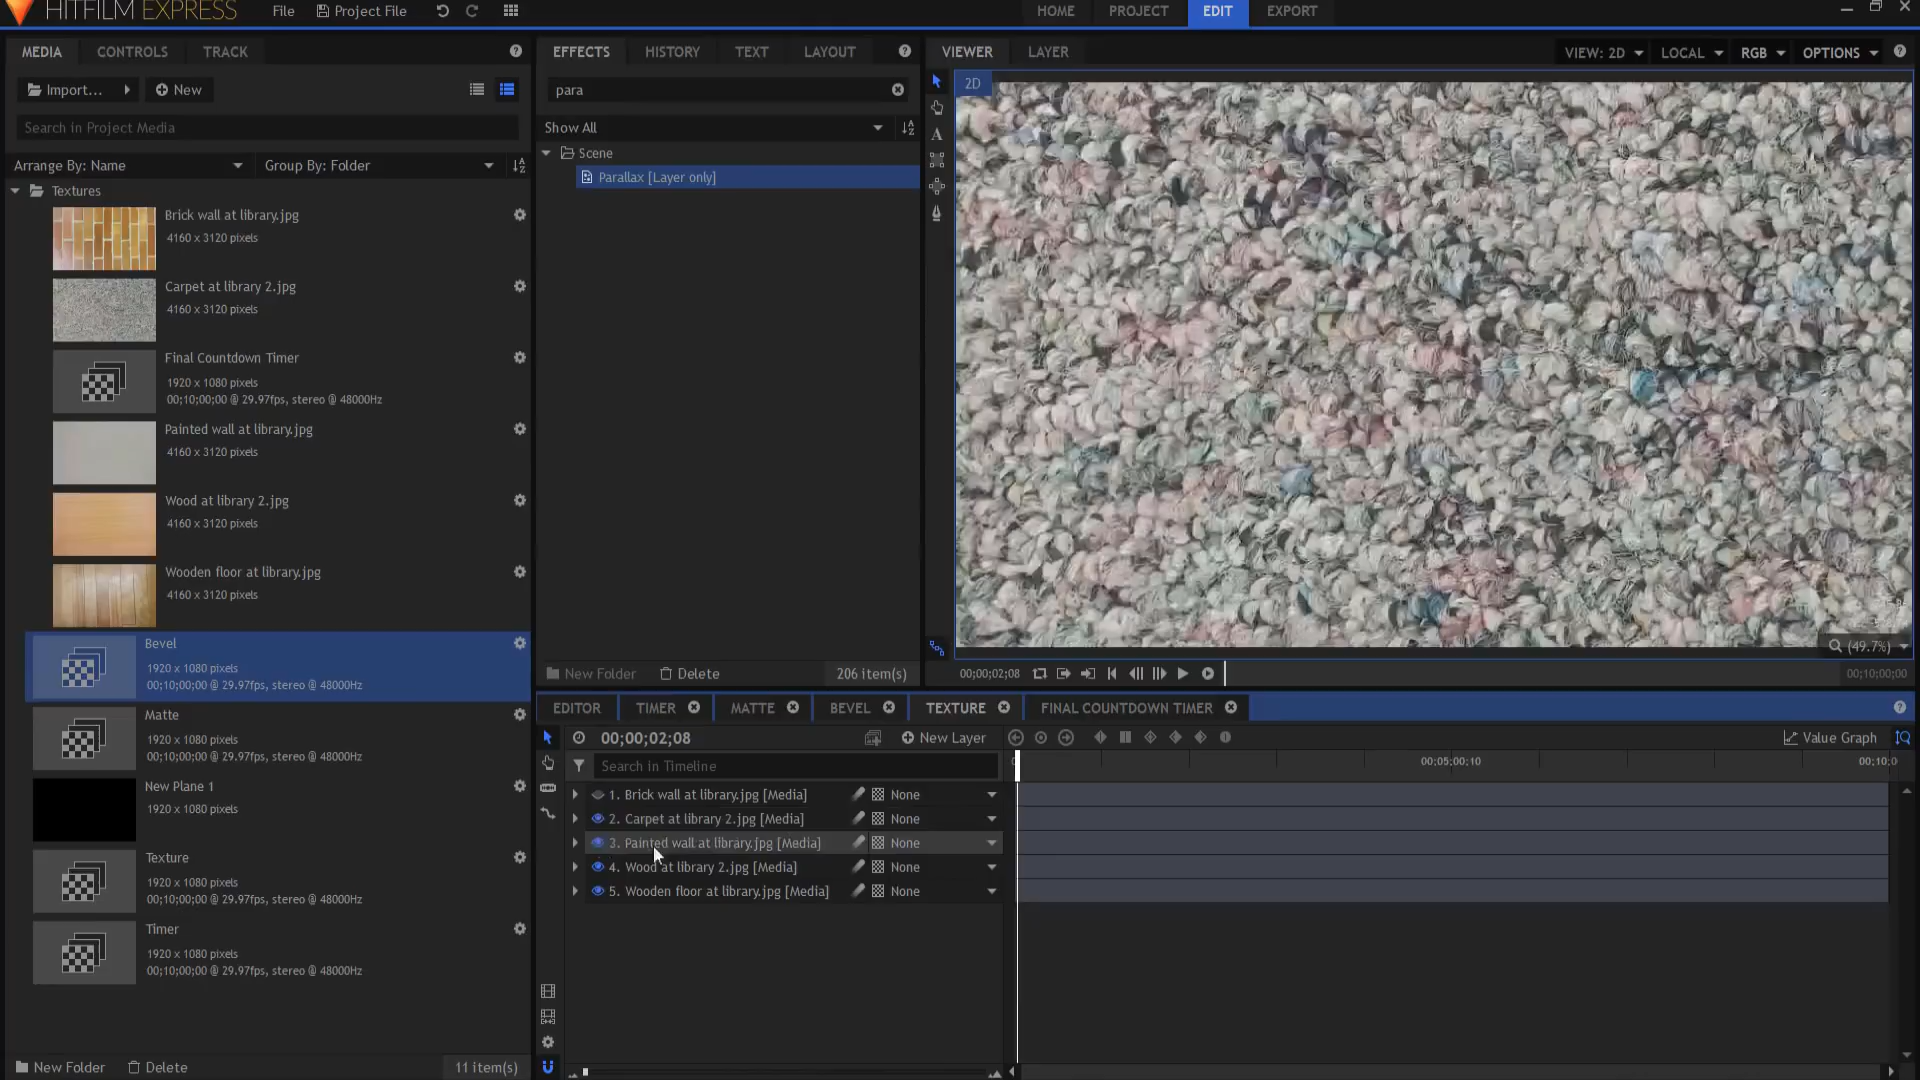 HITFILM EXPRESS
File
Project File
HOME
PROJECT
EDIT
EXPORT
MEDIA
CONTROLS
TRACK
EFFECTS
HISTORY
TEXT
LAYOUT
VIEWER
LAYER
VIEW: 2D
LOCAL
RGB
OPTIONS
Import...
New
para
2D
Search in Project Media
Show All
Arrange By: Name
Group By: Folder
Scene
Parallax [Layer only]
Textures
Brick wall at library.jpg
4160 x 3120 pixels
Carpet at library 2.jpg
4160 x 3120 pixels
Final Countdown Timer
1920 x 1080 pixels
00;10;00;00 @ 29.97fps, stereo @ 48000Hz
Painted wall at library.jpg
4160 x 3120 pixels
Wood at library 2.jpg
4160 x 3120 pixels
Wooden floor at library.jpg
4160 x 3120 pixels
Bevel
1920 x 1080 pixels
00;10;00;00 @ 29.97fps, stereo @ 48000Hz
Matte
1920 x 1080 pixels
00;10;00;00 @ 29.97fps, stereo @ 48000Hz
New Plane 1
1920 x 1080 pixels
Texture
1920 x 1080 pixels
00;10;00;00 @ 29.97fps, stereo @ 48000Hz
Timer
1920 x 1080 pixels
00;10;00;00 @ 29.97fps, stereo @ 48000Hz
New Folder
Delete
11 item(s)
New Folder
Delete
206 item(s)
(49.7%)
00;00;02;08
00;10;00;00
EDITOR
TIMER
MATTE
BEVEL
TEXTURE
FINAL COUNTDOWN TIMER
00;00;02;08
New Layer
Value Graph
Search in Timeline
00;05;00;10
00;10;0
1. Brick wall at library.jpg [Media]
None
2. Carpet at library 2.jpg [Media]
None
3. Painted wall at library.jpg [Media]
None
4. Wood at library 2.jpg [Media]
None
5. Wooden floor at library.jpg [Media]
None